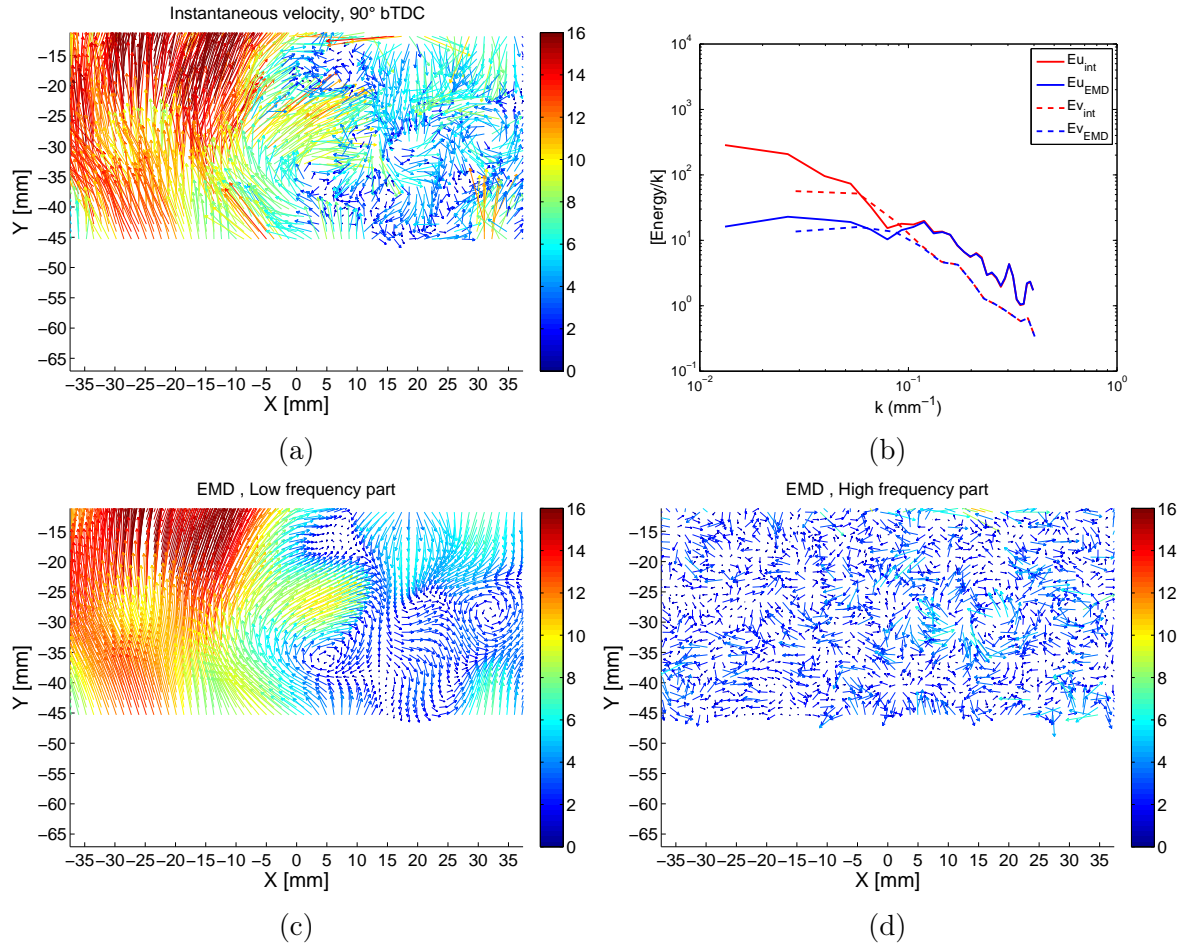 Instantaneous velocity, 90° bTDC
Y [mm]
−15
−20
−25
−30
−35
−40
−45
−50
−55
−60
−65
−35−30−25−20−15−10 −5 0 5 10 15 20 25 30 35
X [mm]
16
14
12
10
8
6
4
2
0
(a)
[Energy/k]
10^4
10^3
10^2
10^1
10^0
10^−1
10^−2 10^−1 10^0
k (mm^−1)
Eu_int
Eu_EMD
Ev_int
Ev_EMD
(b)
EMD , Low frequency part
Y [mm]
−15
−20
−25
−30
−35
−40
−45
−50
−55
−60
−65
−35−30−25−20−15−10 −5 0 5 10 15 20 25 30 35
X [mm]
16
14
12
10
8
6
4
2
0
(c)
EMD , High frequency part
Y [mm]
−15
−20
−25
−30
−35
−40
−45
−50
−55
−60
−65
−35−30−25−20−15−10 −5 0 5 10 15 20 25 30 35
X [mm]
16
14
12
10
8
6
4
2
0
(d)